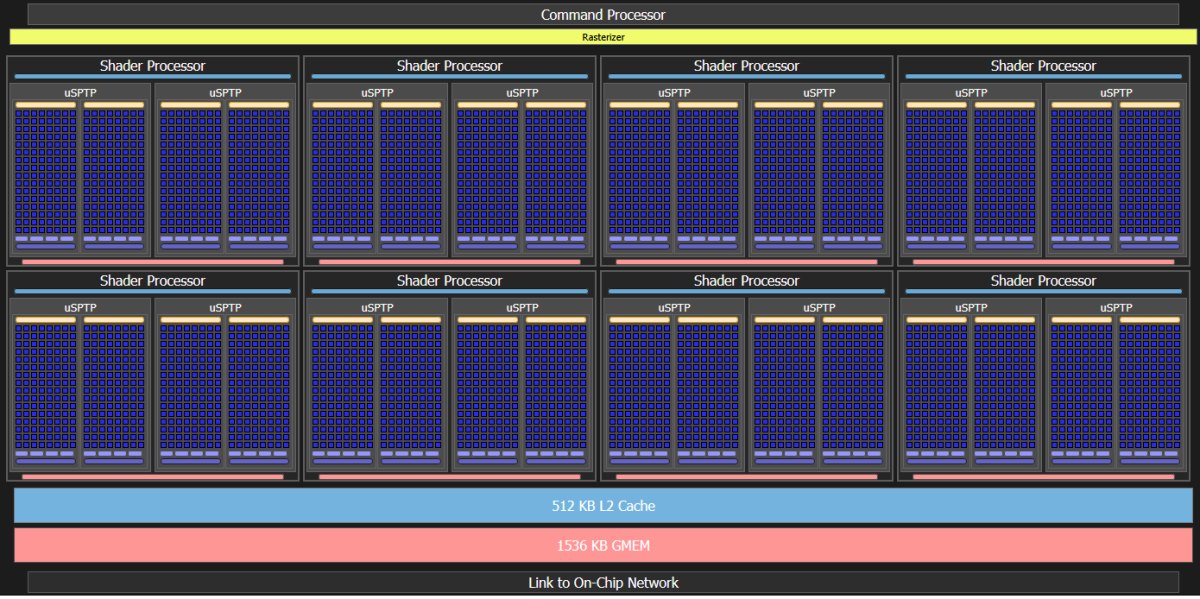 Command Processor
Rasterizer
Shader Processor Shader Processor Shader Processor Shader Processor
uSPTP uSPTP uSPTP uSPTP uSPTP uSPTP uSPTP uSPTP
Shader Processor Shader Processor Shader Processor Shader Processor
uSPTP uSPTP uSPTP uSPTP uSPTP uSPTP uSPTP uSPTP
512 KB L2 Cache
1536 KB GMEM
Link to On-Chip Network